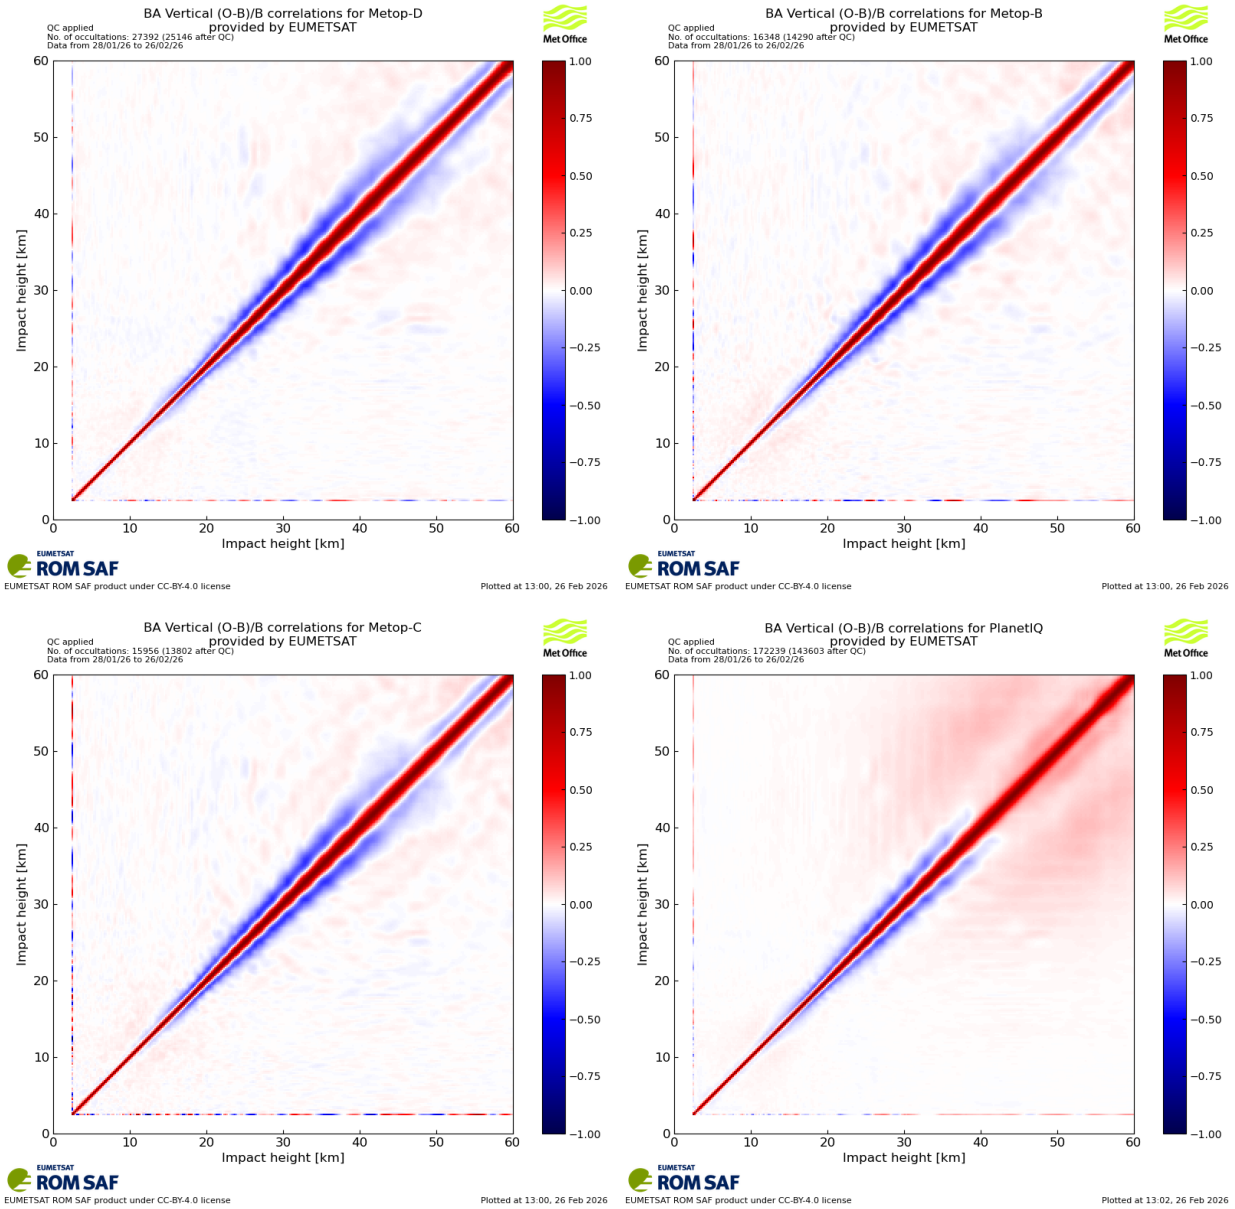 BA Vertical (O-B)/B correlations for Metop-D
provided by EUMETSAT
QC applied
No. of occultations: 27392 (25146 after QC)
Data from 28/01/26 to 26/02/26
Met Office
60
50
40
30
20
10
0
Impact height [km]
0 10 20 30 40 50 60
Impact height [km]
1.00
0.75
0.50
0.25
0.00
−0.25
−0.50
−0.75
−1.00
EUMETSAT
ROM SAF
EUMETSAT ROM SAF product under CC-BY-4.0 license
Plotted at 13:00, 26 Feb 2026
BA Vertical (O-B)/B correlations for Metop-B
provided by EUMETSAT
QC applied
No. of occultations: 16348 (14290 after QC)
Data from 28/01/26 to 26/02/26
Met Office
60
50
40
30
20
10
0
Impact height [km]
0 10 20 30 40 50 60
Impact height [km]
1.00
0.75
0.50
0.25
0.00
−0.25
−0.50
−0.75
−1.00
EUMETSAT
ROM SAF
EUMETSAT ROM SAF product under CC-BY-4.0 license
Plotted at 13:00, 26 Feb 2026
BA Vertical (O-B)/B correlations for Metop-C
provided by EUMETSAT
QC applied
No. of occultations: 15956 (13802 after QC)
Data from 28/01/26 to 26/02/26
Met Office
60
50
40
30
20
10
0
Impact height [km]
0 10 20 30 40 50 60
Impact height [km]
1.00
0.75
0.50
0.25
0.00
−0.25
−0.50
−0.75
−1.00
EUMETSAT
ROM SAF
EUMETSAT ROM SAF product under CC-BY-4.0 license
Plotted at 13:00, 26 Feb 2026
BA Vertical (O-B)/B correlations for PlanetIQ
provided by EUMETSAT
QC applied
No. of occultations: 172239 (143603 after QC)
Data from 28/01/26 to 26/02/26
Met Office
60
50
40
30
20
10
0
Impact height [km]
0 10 20 30 40 50 60
Impact height [km]
1.00
0.75
0.50
0.25
0.00
−0.25
−0.50
−0.75
−1.00
EUMETSAT
ROM SAF
EUMETSAT ROM SAF product under CC-BY-4.0 license
Plotted at 13:02, 26 Feb 2026